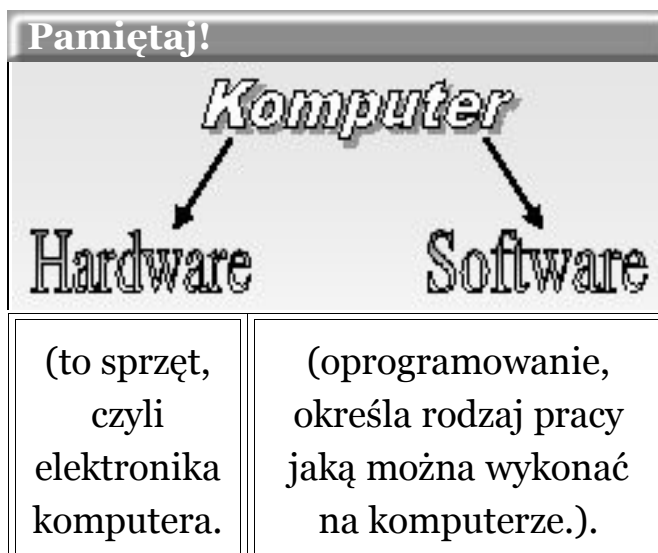 Pamiętaj!
Komputer
Hardware Software
(to sprzęt,
czyli
elektronika
komputera.
(oprogramowanie,
określa rodzaj pracy
jaką można wykonać
na komputerze.).